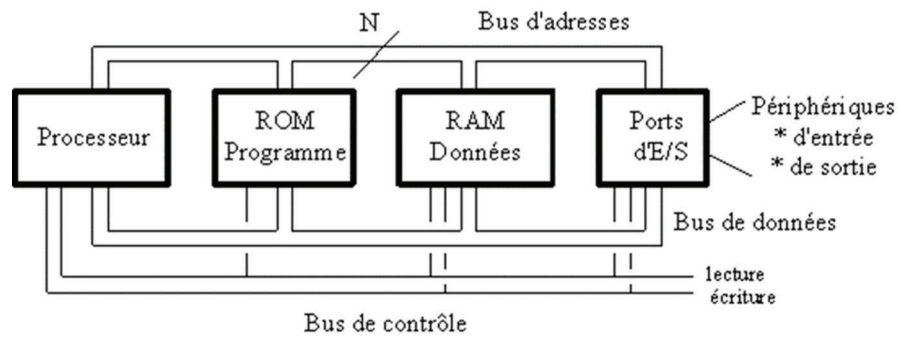 N
Bus d'adresses
Processeur
ROM
Programme
RAM
Données
Ports
d'E/S
Périphériques
* d'entrée
* de sortie
Bus de données
lecture
écriture
Bus de contrôle